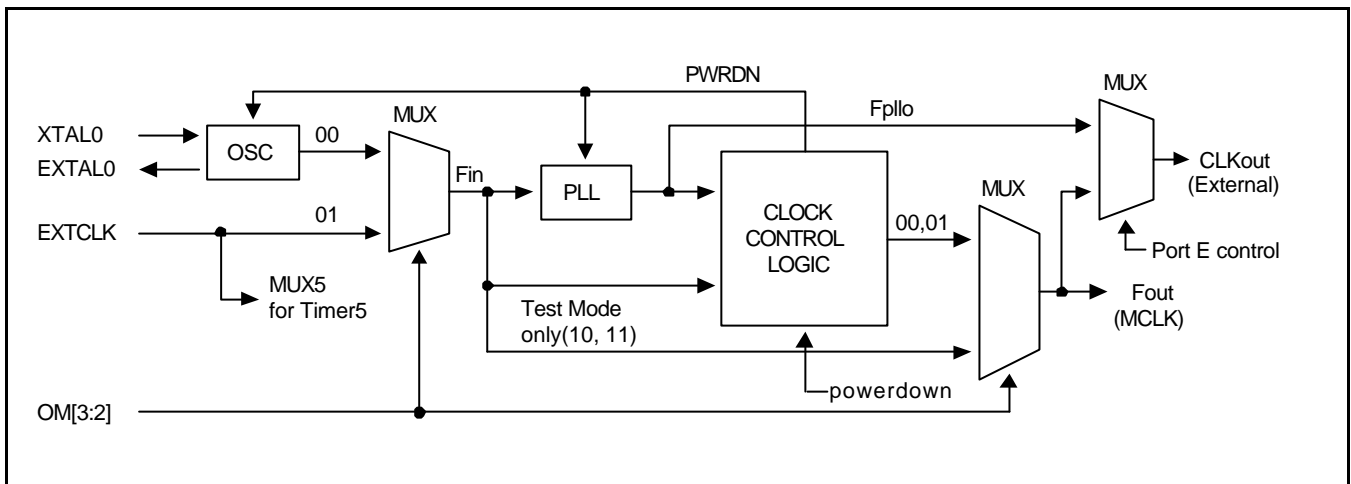 PWRDN
MUX
MUX
Fpllo
XTAL0
00
OSC
EXTAL0
Fin
CLKout
(External)
PLL
MUX
01
CLOCK
CONTROL
LOGIC
00,01
EXTCLK
Port E control
MUX5
for Timer5
Test Mode
only(10, 11)
Fout
(MCLK)
powerdown
OM[3:2]